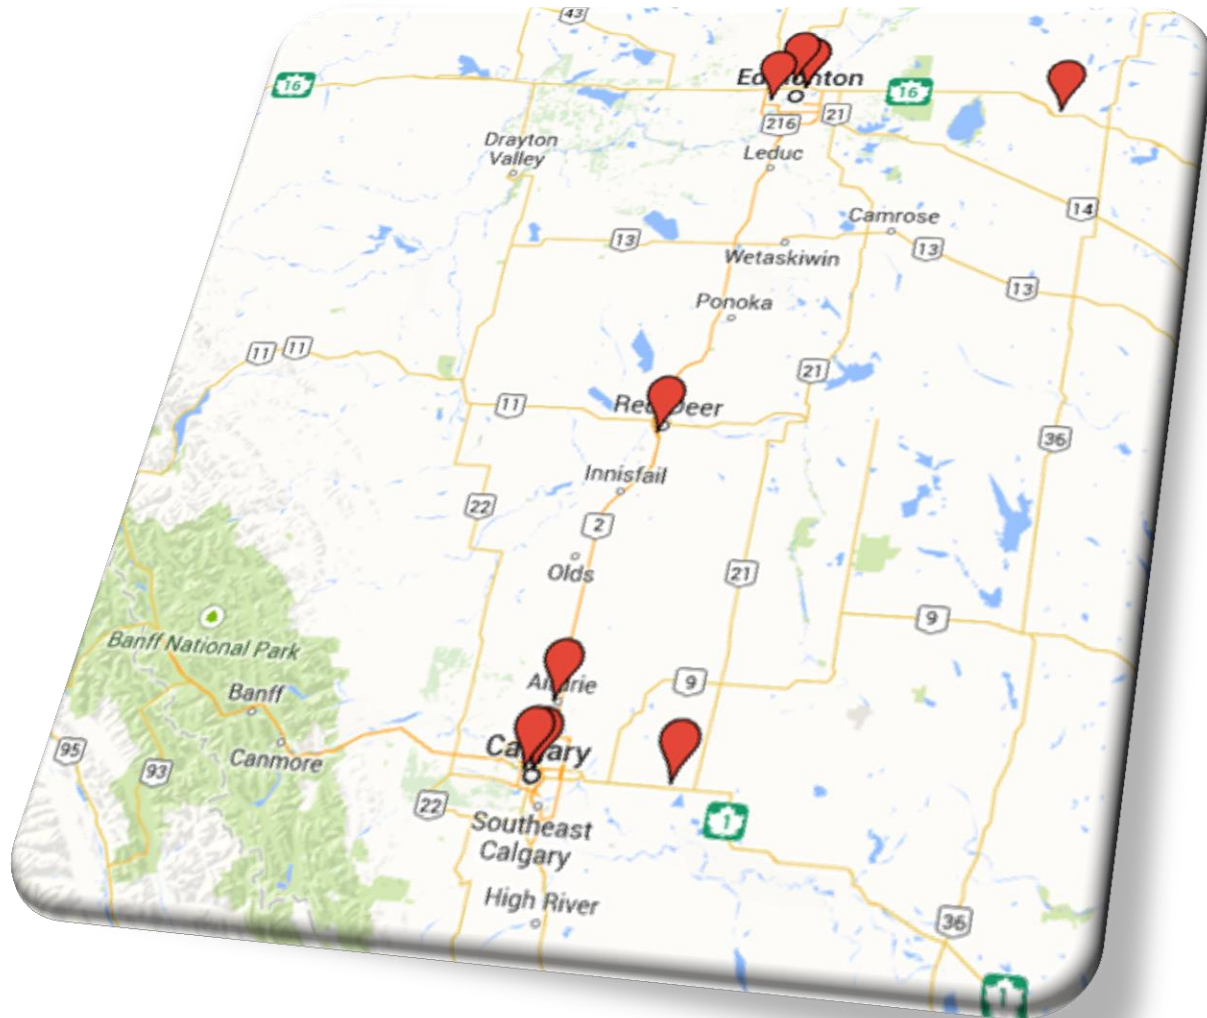 43
16
Edmonton
16
216
21
Drayton
Valley
Leduc
14
Camrose
13
13
Wetaskiwin
13
Ponoka
11
11
21
11
Red Deer
36
Innisfail
22
2
Olds
21
9
Banff National Park
Airdrie
9
Banff
Calgary
95
93
Canmore
22
1
Southeast
Calgary
High River
36
1